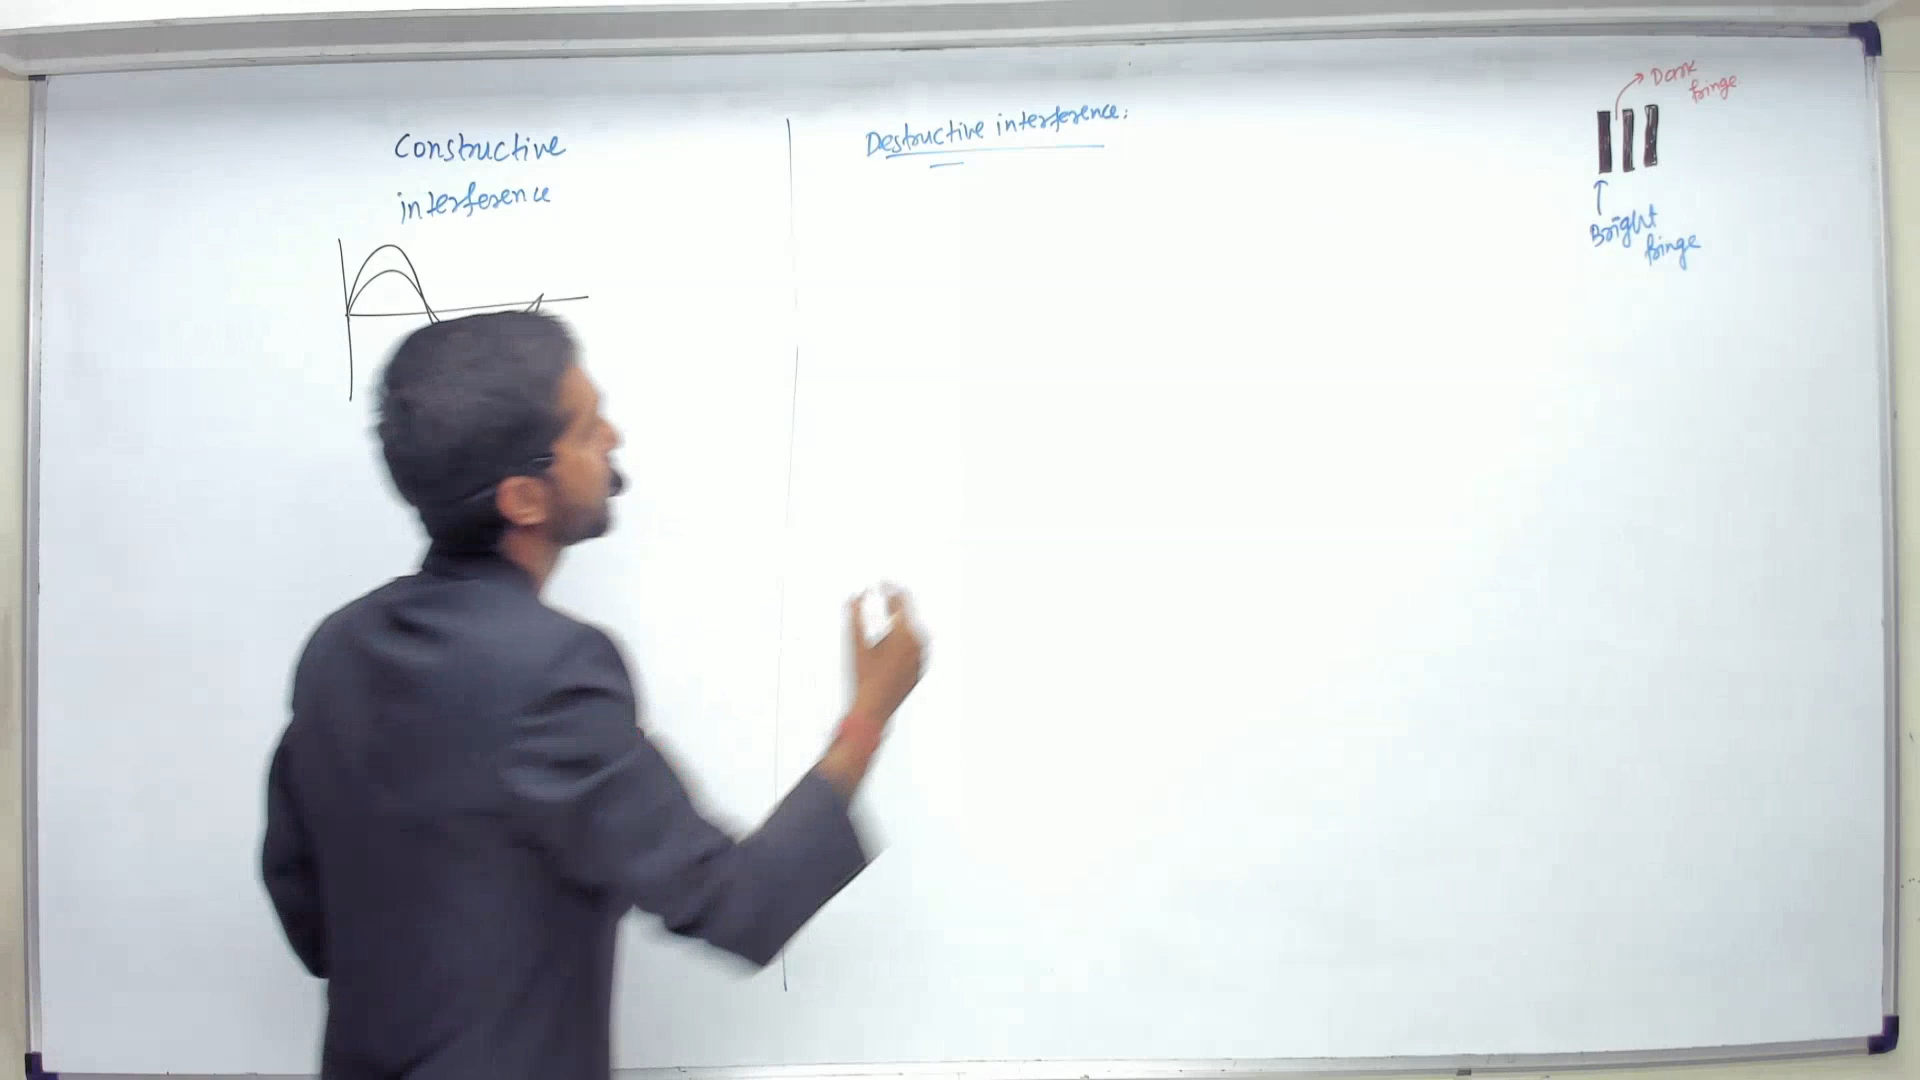 Constructive
interference
Destructive interference:
Dark
fringe
Bright
fringe